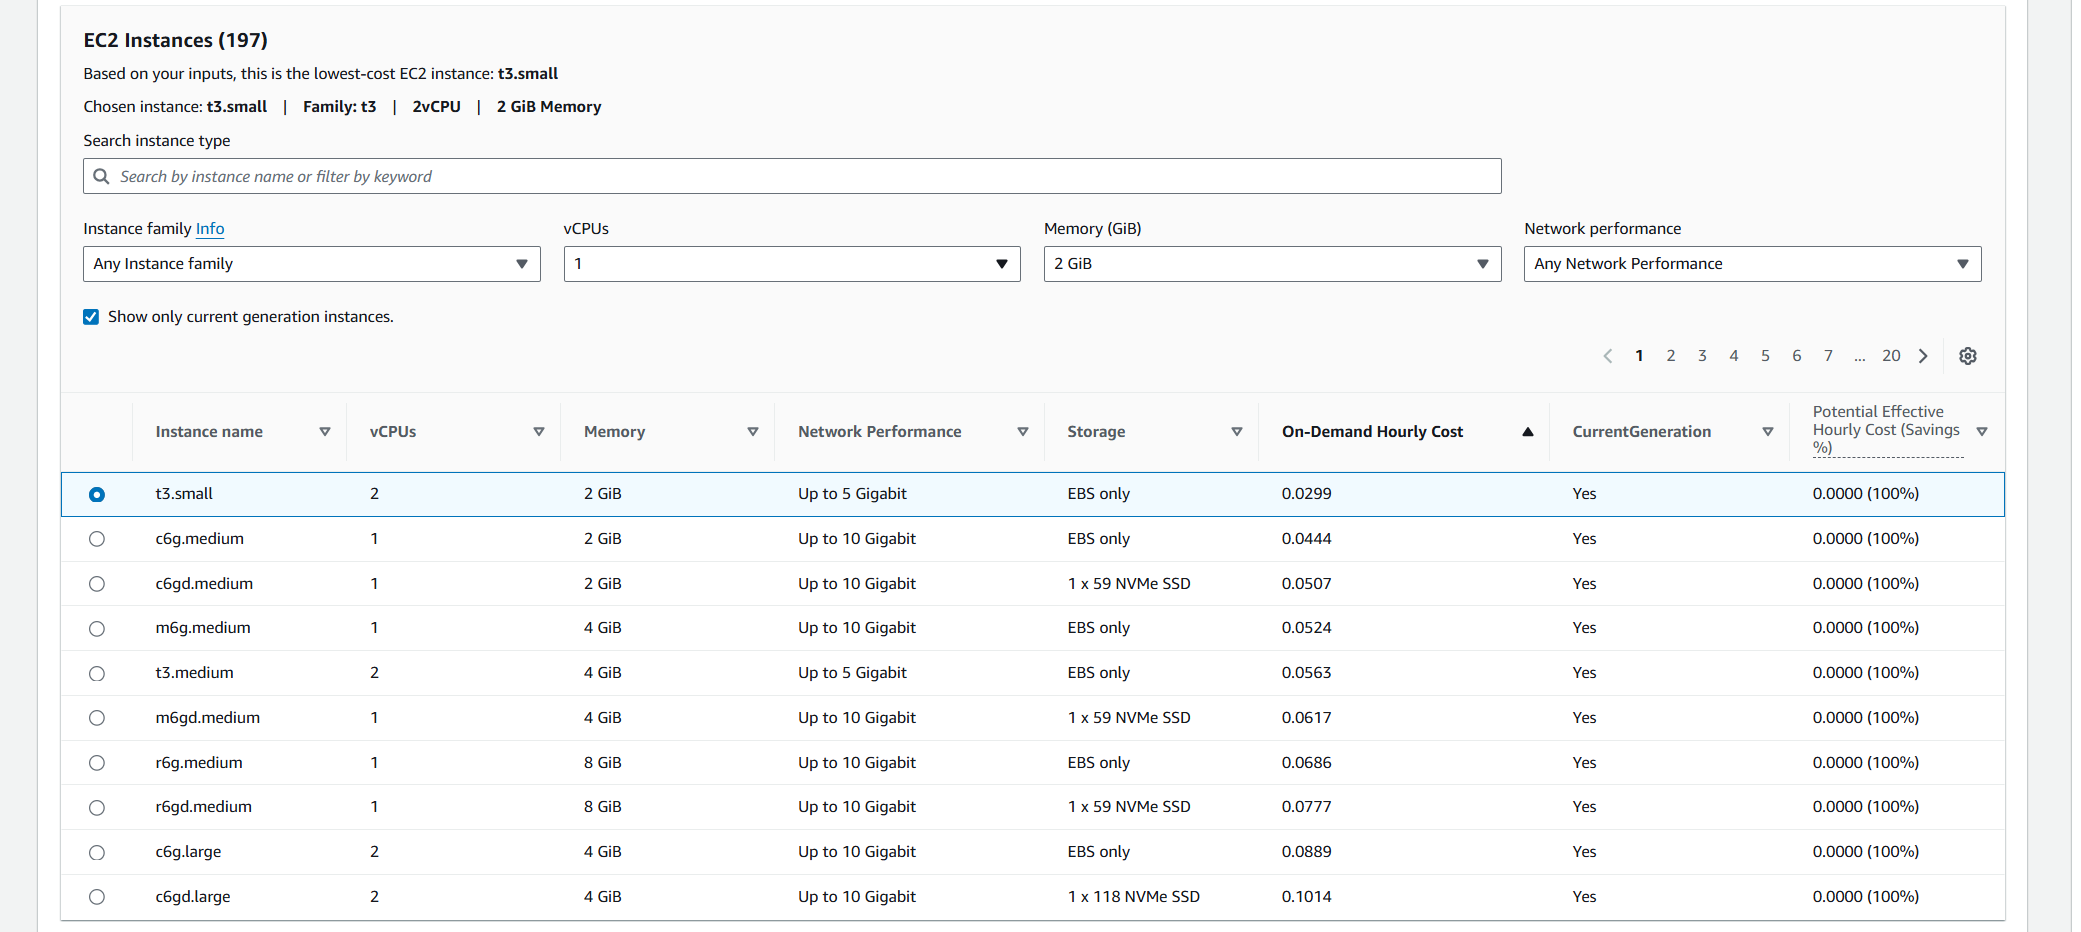 EC2 Instances (197)
Based on your inputs, this is the lowest-cost EC2 instance: t3.small
Chosen instance: t3.small | Family: t3 | 2vCPU | 2 GiB Memory
Search instance type
Search by instance name or filter by keyword
Instance family Info vCPUs Memory (GiB) Network performance
Any Instance family 1 2 GiB Any Network Performance
Show only current generation instances.
1 2 3 4 5 6 7 ... 20
Instance name vCPUs Memory Network Performance Storage On-Demand Hourly Cost CurrentGeneration Potential Effective
Hourly Cost (Savings
%)
t3.small 2 2 GiB Up to 5 Gigabit EBS only 0.0299 Yes 0.0000 (100%)
c6g.medium 1 2 GiB Up to 10 Gigabit EBS only 0.0444 Yes 0.0000 (100%)
c6gd.medium 1 2 GiB Up to 10 Gigabit 1 x 59 NVMe SSD 0.0507 Yes 0.0000 (100%)
m6g.medium 1 4 GiB Up to 10 Gigabit EBS only 0.0524 Yes 0.0000 (100%)
t3.medium 2 4 GiB Up to 5 Gigabit EBS only 0.0563 Yes 0.0000 (100%)
m6gd.medium 1 4 GiB Up to 10 Gigabit 1 x 59 NVMe SSD 0.0617 Yes 0.0000 (100%)
r6g.medium 1 8 GiB Up to 10 Gigabit EBS only 0.0686 Yes 0.0000 (100%)
r6gd.medium 1 8 GiB Up to 10 Gigabit 1 x 59 NVMe SSD 0.0777 Yes 0.0000 (100%)
c6g.large 2 4 GiB Up to 10 Gigabit EBS only 0.0889 Yes 0.0000 (100%)
c6gd.large 2 4 GiB Up to 10 Gigabit 1 x 118 NVMe SSD 0.1014 Yes 0.0000 (100%)